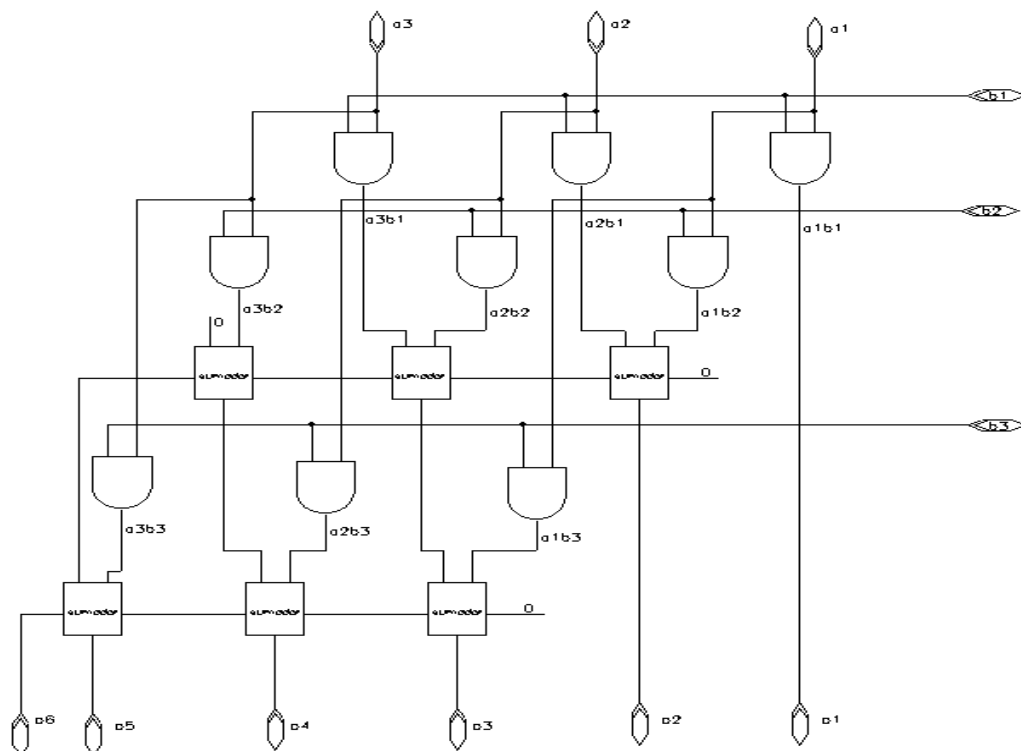 a3 a2 a1
b1
a3b1 a2b1 a1b1
b2
a3b2 a2b2 a1b2
0
sumador sumador sumador 0
b3
a3b3 a2b3 a1b3
sumador sumador sumador 0
p6 p5 p4 p3 p2 p1